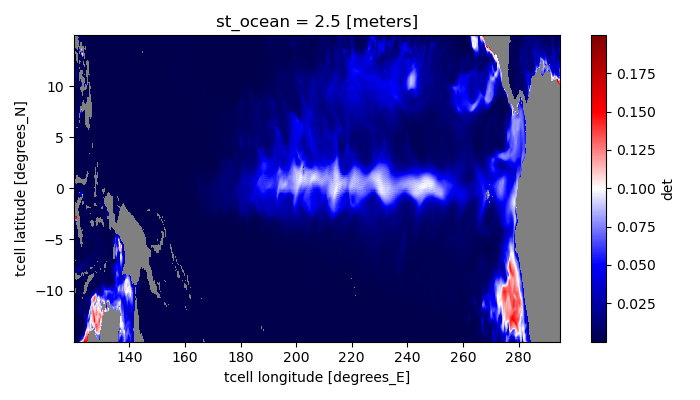 st_ocean = 2.5 [meters]
tcell latitude [degrees_N]
10
5
0
−5
−10
140 160 180 200 220 240 260 280
tcell longitude [degrees_E]
0.175
0.150
0.125
0.100
0.075
0.050
0.025
det